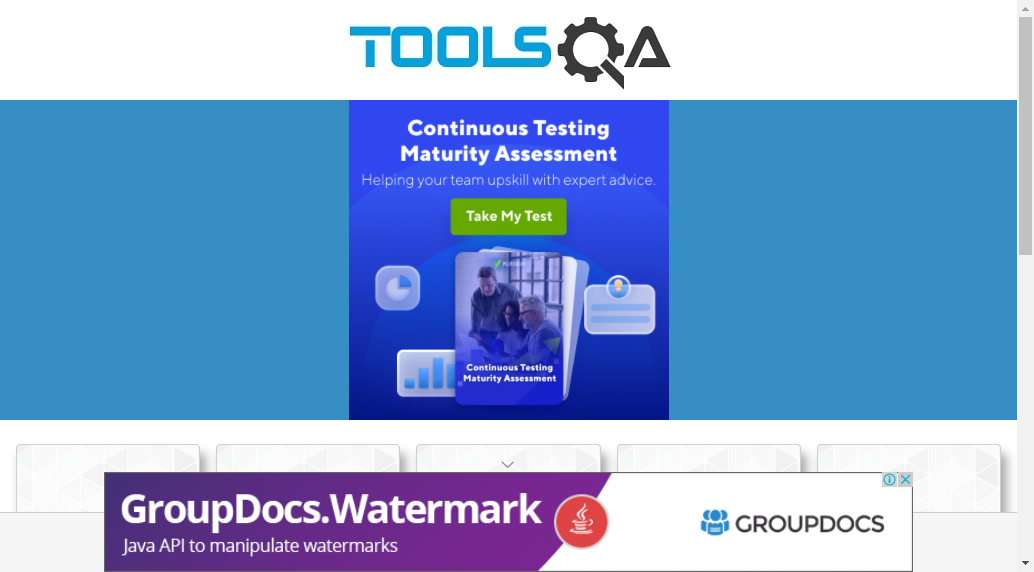 TOOLSQA
Continuous Testing
Maturity Assessment
Helping your team upskill with expert advice.
Take My Test
Katalon
Continuous Testing
Maturity Assessment
GroupDocs.Watermark
Java API to manipulate watermarks
GROUPDOCS